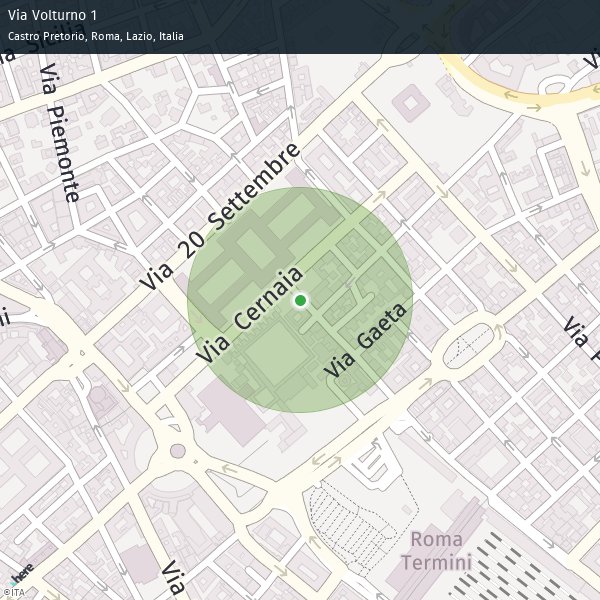 Via Volturno 1
Castro Pretorio, Roma, Lazio, Italia
Via Piemonte
Via 20 Settembre
Via Cernaia
Via Gaeta
Roma
Termini
Via
here
©ITA